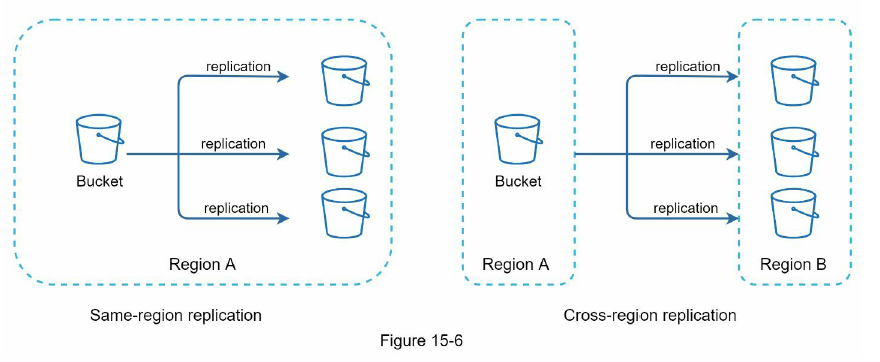 replication
replication
Bucket
replication
Region A
Same-region replication
replication
replication
Bucket
replication
Region A
Region B
Cross-region replication
Figure 15-6